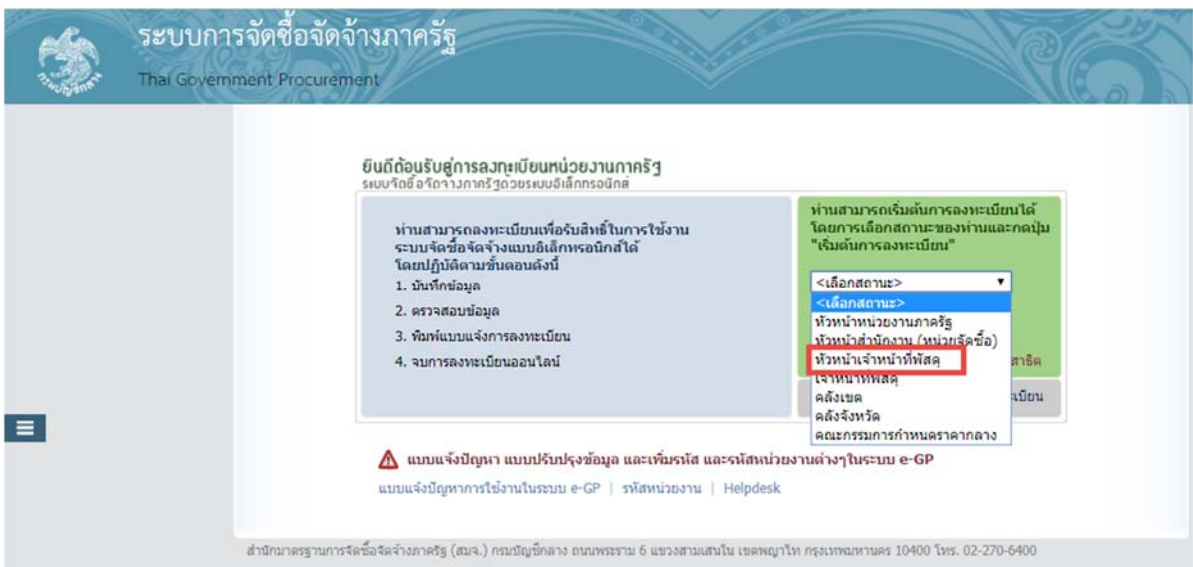 ระบบการจัดซื้อจัดจ้างภาครัฐ
Thai Government Procurement
กรมบัญชีกลาง
ยินดีต้อนรับสู่การลงทะเบียนหน่วยงานภาครัฐ
ระบบจัดซื้อจัดจ้างภาครัฐด้วยระบบอิเล็กทรอนิกส์
ท่านสามารถลงทะเบียนเพื่อรับสิทธิ์ในการใช้งาน
ระบบจัดซื้อจัดจ้างแบบอิเล็กทรอนิกส์ได้
โดยปฏิบัติตามขั้นตอนดังนี้
1. บันทึกข้อมูล
2. ตรวจสอบข้อมูล
3. พิมพ์แบบแจ้งการลงทะเบียน
4. จบการลงทะเบียนออนไลน์
ท่านสามารถเริ่มต้นการลงทะเบียนได้
โดยการเลือกสถานะของท่านและกดปุ่ม
"เริ่มต้นการลงทะเบียน"
<เลือกสถานะ>
<เลือกสถานะ>
หัวหน้าหน่วยงานภาครัฐ
หัวหน้าสำนักงาน (หน่วยจัดซื้อ)
หัวหน้าเจ้าหน้าที่พัสดุ
สาธิต
เจ้าหน้าที่พัสดุ
คลังเขต
เบียน
คลังจังหวัด
คณะกรรมการกำหนดราคากลาง
แบบแจ้งปัญหา แบบปรับปรุงข้อมูล และเพิ่มรหัส และรหัสหน่วยงานต่างๆในระบบ e-GP
แบบแจ้งปัญหาการใช้งานในระบบ e-GP | รหัสหน่วยงาน | Helpdesk
สำนักมาตรฐานการจัดซื้อจัดจ้างภาครัฐ (สมจ.) กรมบัญชีกลาง ถนนพระราม 6 แขวงสามเสนใน เขตพญาไท กรุงเทพมหานคร 10400 โทร. 02-270-6400